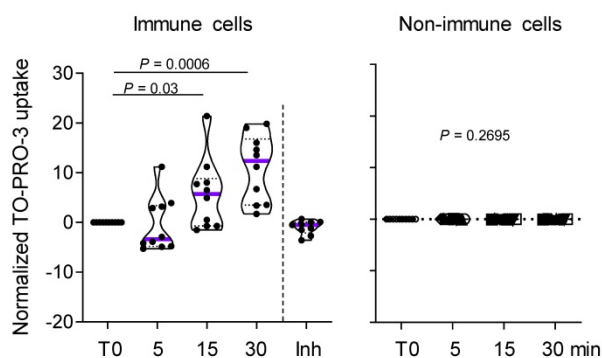 Immune cells
Non-immune cells
Normalized TO-PRO-3 uptake
30
20
10
0
-10
-20
P = 0.0006
P = 0.03
P = 0.2695
T0 5 15 30 Inh
T0 5 15 30 min